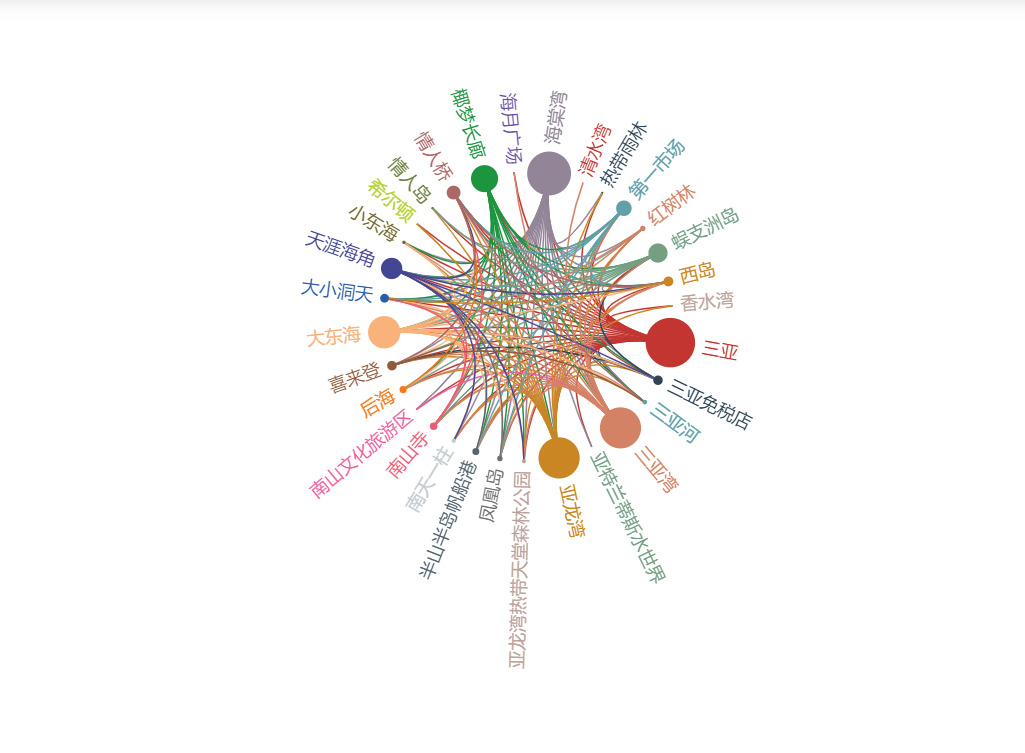 三亚
三亚免税店
三亚河
三亚湾
亚特兰蒂斯水世界
亚龙湾
亚龙湾热带天堂森林公园
凤凰岛
半山半岛帆船港
南天一柱
南山寺
南山文化旅游区
后海
喜来登
大东海
大小洞天
天涯海角
小东海
希尔顿
情人岛
情人桥
椰梦长廊
海月广场
海棠湾
清水湾
热带雨林
第一市场
红树林
蜈支洲岛
西岛
香水湾